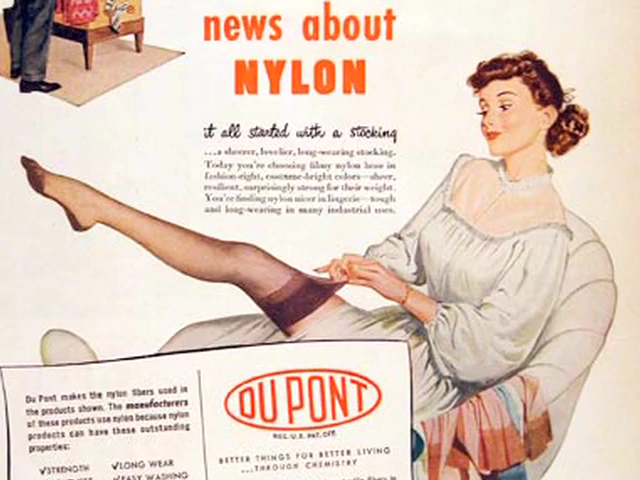 news about
NYLON
it all started with a stocking
...a sheerer, lovelier, long-wearing stocking.
Today you're choosing filmy nylon hose in
fashion-right, costume-bright colors—sheer,
resilient, surprisingly strong for their weight.
You're finding nylon nicer in lingerie—tough
and long-wearing in many industrial uses.
Du Pont makes the nylon fibers used in
the products shown. The manufacturers
of these products use nylon because nylon
products can have these outstanding
properties:
√STRENGTH √LONG WEAR
√EASY WASHING
DU PONT
REG. U.S. PAT. OFF.
BETTER THINGS FOR BETTER LIVING
...THROUGH CHEMISTRY